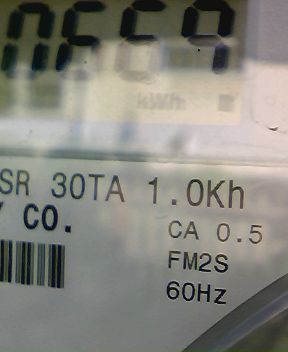 kWh
SR 30TA 1.0Kh
Y CO.
CA 0.5
FM2S
60Hz